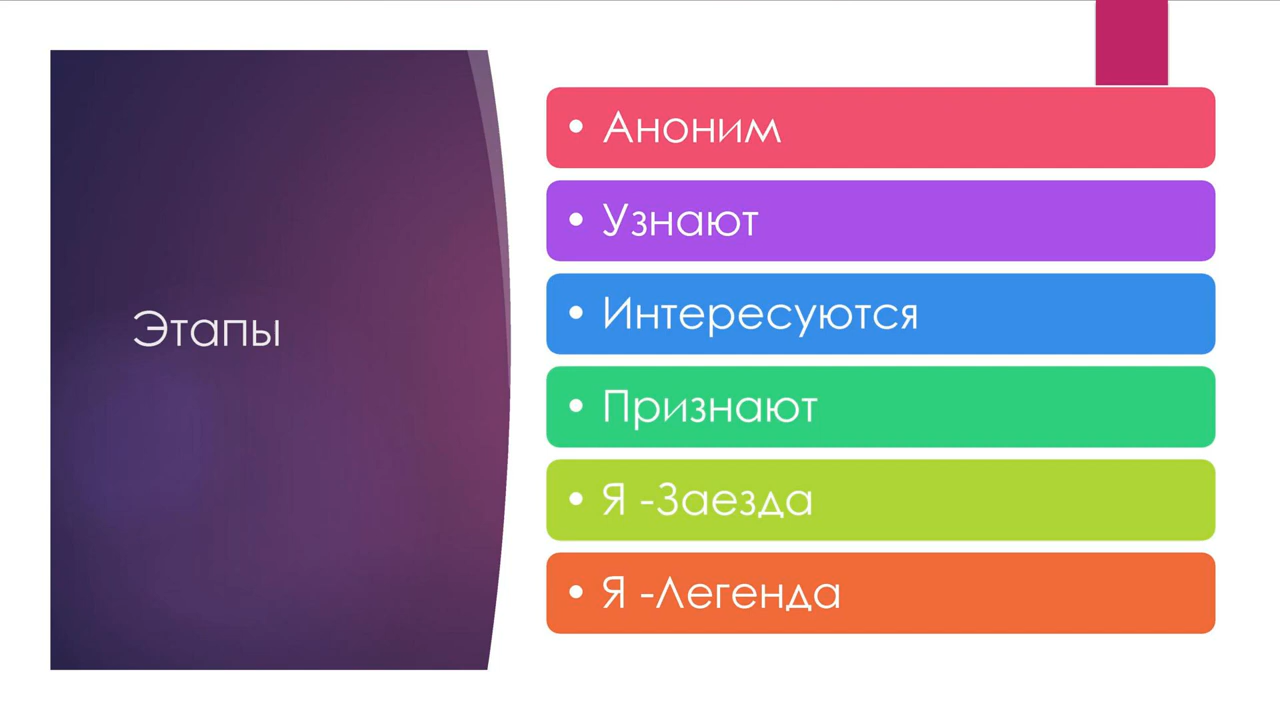 Этапы
• Аноним
• Узнают
• Интересуются
• Признают
• Я -Заезда
• Я -Легенда